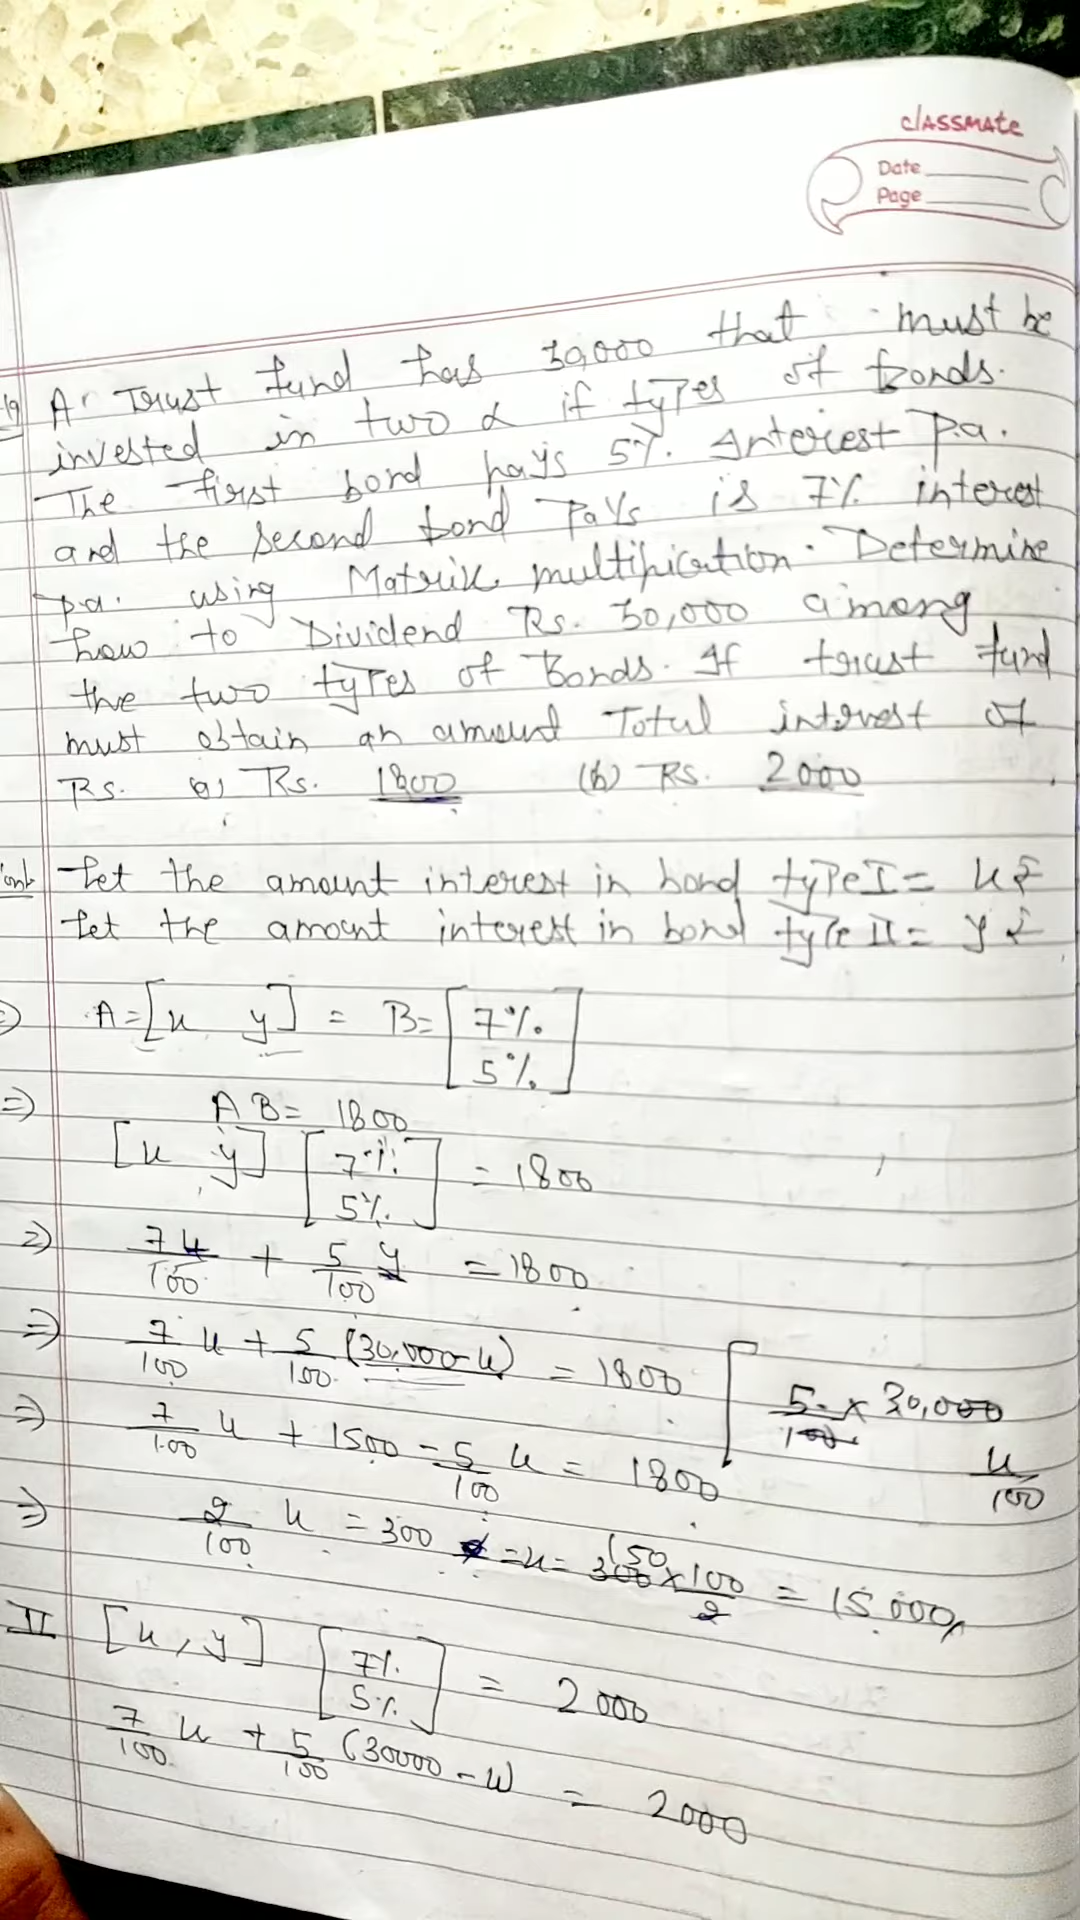 classmate
Date
Page
19 A Trust fund has 30,000 that must be
invested in two & if types of bonds.
The first bond pays 5% Interest p.a.
and the second bond pays is 7% interest
p.a. using Matrix multiplication. Determine
how to Dividend Rs. 30,000 among
the two types of Bonds. If trust fund
must obtain an amount Total interest of
Rs. (a) Rs. 1800 (b) Rs. 2000
Let the amount interest in bond type I = x ₹
Let the amount interest in bond type II = y ₹
⇒ A = [x y] = B = [7% 5%]
⇒ AB = 1800
[x y] [7% 5%] = 1800
⇒ 7x/100 + 5/100 y = 1800
⇒ 7/100 x + 5/100 (30,000 - x) = 1800
5/100 × 30,000
⇒ 7/100 x + 1500 - 5/100 x = 1800
x/100
⇒ 2/100 x = 300 = x = 300 × 100/2 = 15000
150
II [x, y] [7% 5%] = 2000
7/100 x + 5/100 (30000 - x) = 2000